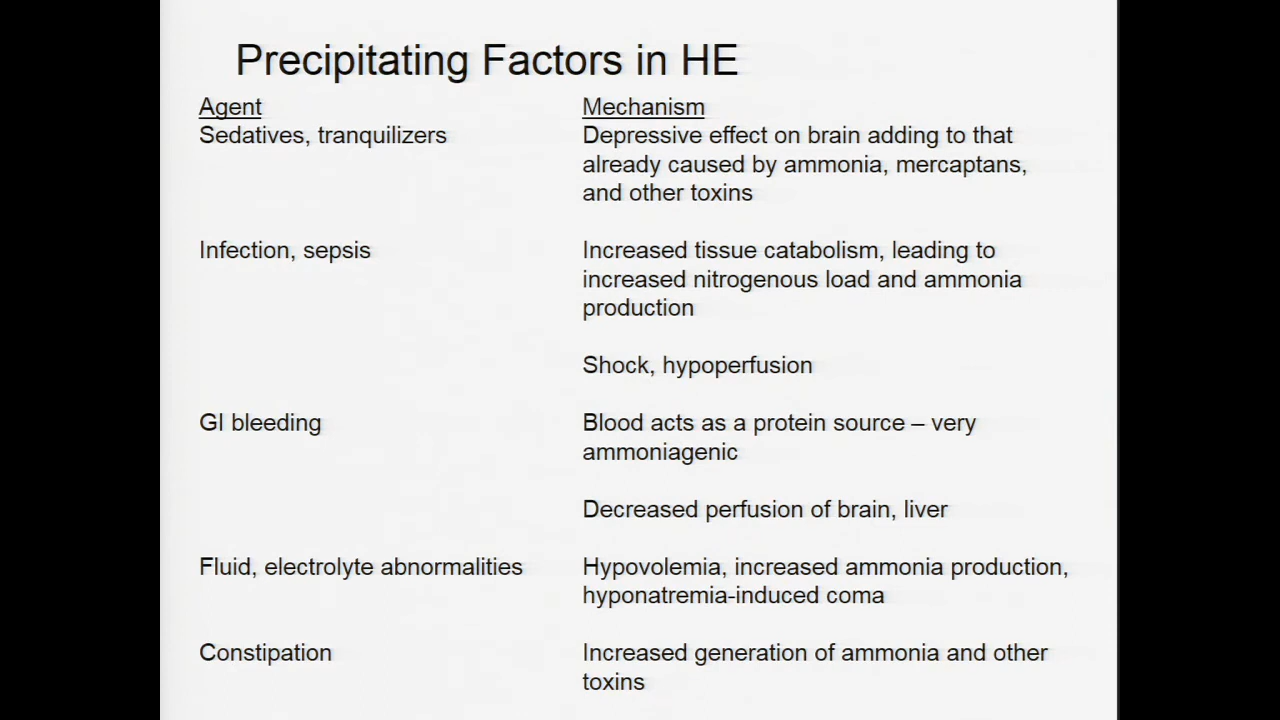 Precipitating Factors in HE
Agent Mechanism
Sedatives, tranquilizers Depressive effect on brain adding to that
already caused by ammonia, mercaptans,
and other toxins
Infection, sepsis Increased tissue catabolism, leading to
increased nitrogenous load and ammonia
production
Shock, hypoperfusion
GI bleeding Blood acts as a protein source – very
ammoniagenic
Decreased perfusion of brain, liver
Fluid, electrolyte abnormalities Hypovolemia, increased ammonia production,
hyponatremia-induced coma
Constipation Increased generation of ammonia and other
toxins